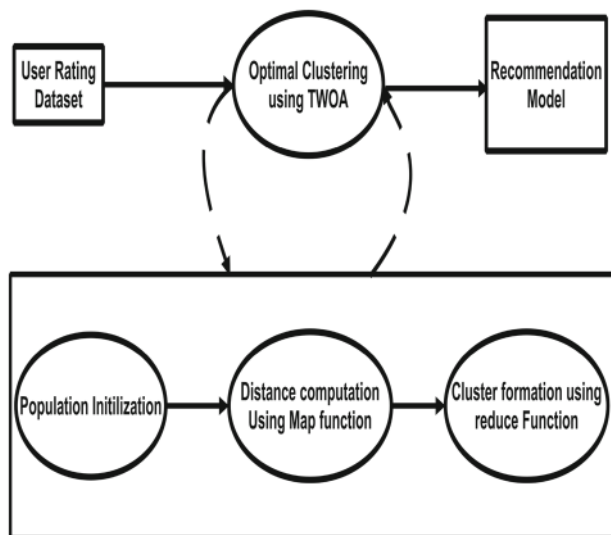 User Rating
Dataset
Optimal Clustering
using TWOA
Recommendation
Model
Population Initilization
Distance computation
Using Map function
Cluster formation using
reduce Function